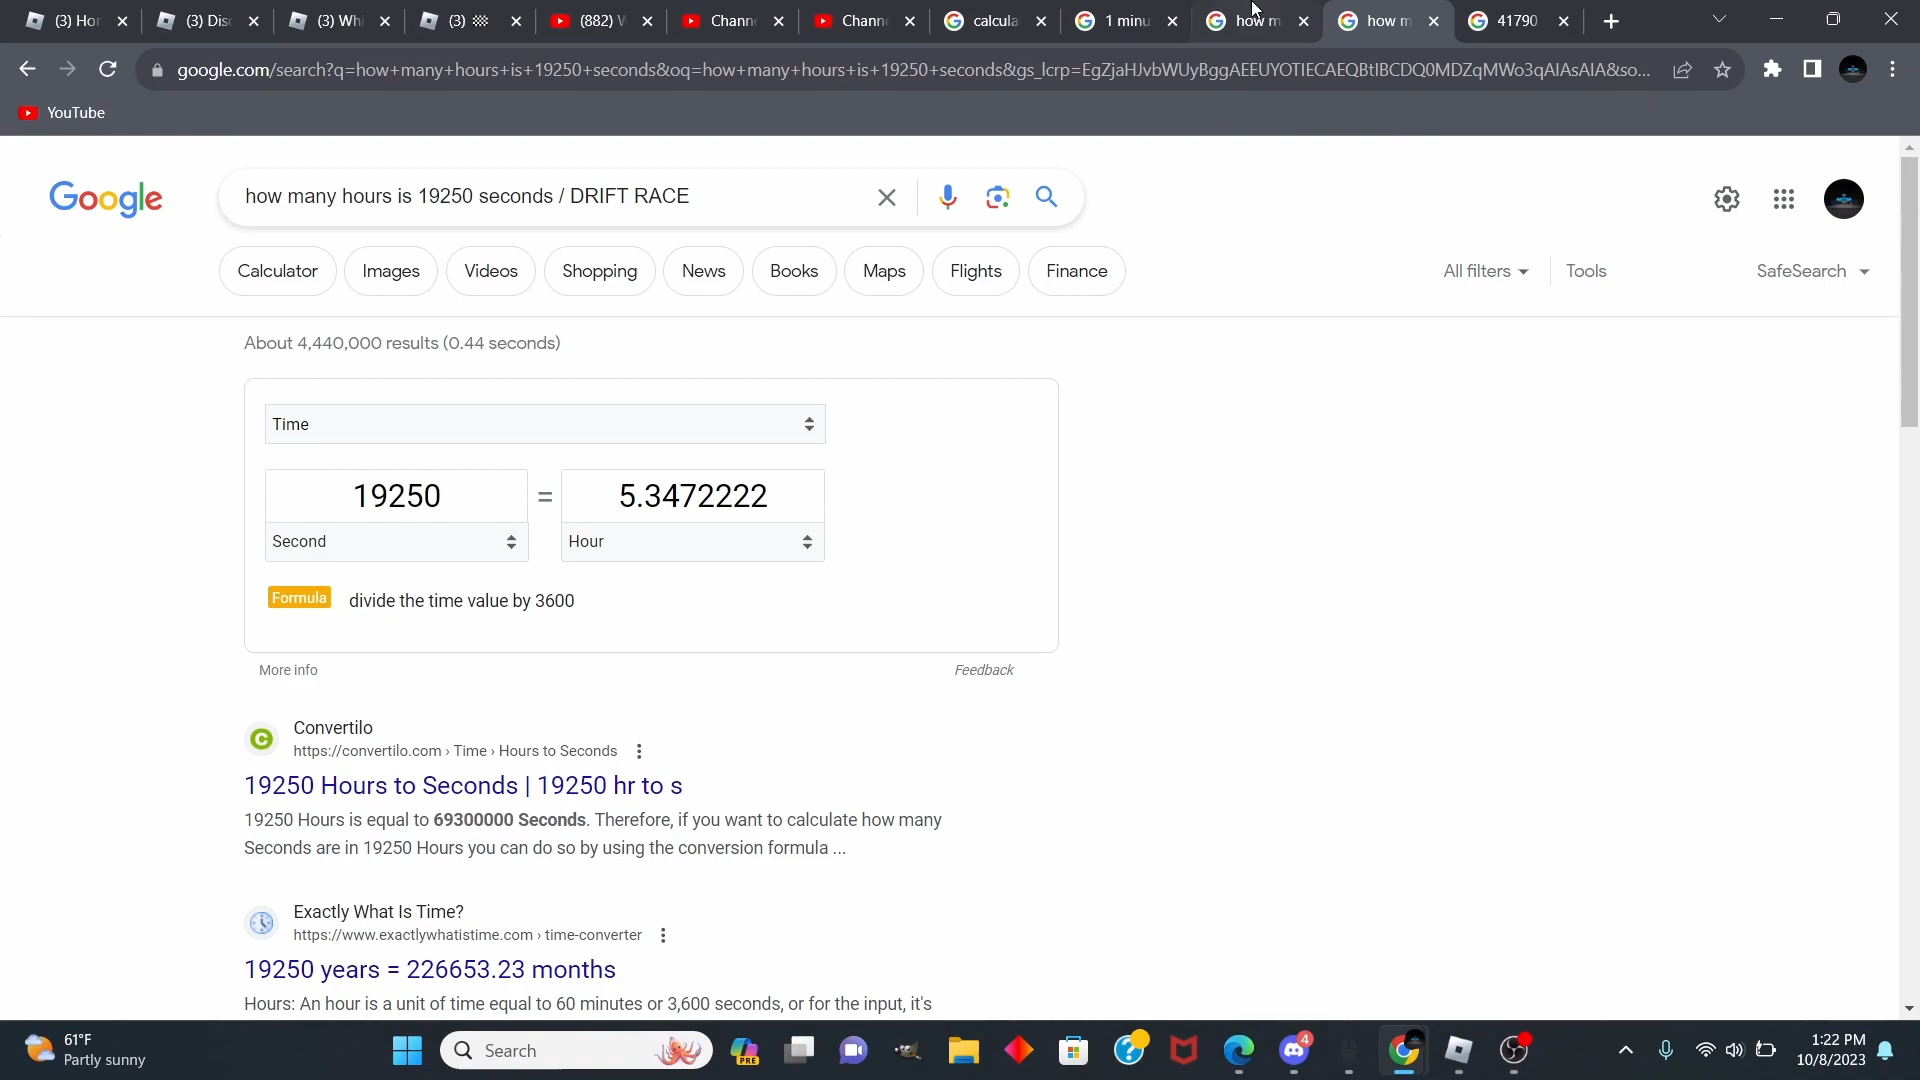 (3) Hor
(3) Disc
(3) Whi
(3)
(882) V
Channe
Channe
calcula
1 minu
how m
how m
41790
google.com/search?q=how+many+hours+is+19250+seconds&oq=how+many+hours+is+19250+seconds&gs_lcrp=EgZjaHJvbWUyBggAEEUYOTIECAEQBtIBCDQ0MDZqMWo3qAIAsAIA&so...
YouTube
Google
how many hours is 19250 seconds / DRIFT RACE
Calculator
Images
Videos
Shopping
News
Books
Maps
Flights
Finance
All filters
Tools
SafeSearch
About 4,440,000 results (0.44 seconds)
Time
19250 = 5.3472222
Second
Hour
Formula divide the time value by 3600
More info
Feedback
Convertilo
https://convertilo.com › Time › Hours to Seconds
19250 Hours to Seconds | 19250 hr to s
19250 Hours is equal to 69300000 Seconds. Therefore, if you want to calculate how many
Seconds are in 19250 Hours you can do so by using the conversion formula ...
Exactly What Is Time?
https://www.exactlywhatistime.com › time-converter
19250 years = 226653.23 months
Hours: An hour is a unit of time equal to 60 minutes or 3,600 seconds, or for the input, it's
61°F
Partly sunny
Search
PRE
4
1:22 PM
10/8/2023